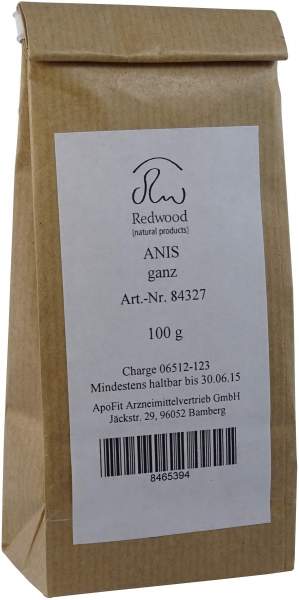 Redwood
[natural products]
ANIS
ganz
Art.-Nr. 84327
100 g
Charge 06512-123
Mindestens haltbar bis 30.06.15
ApoFit Arzneimittelvertrieb GmbH
Jäckstr. 29, 96052 Bamberg
8465394